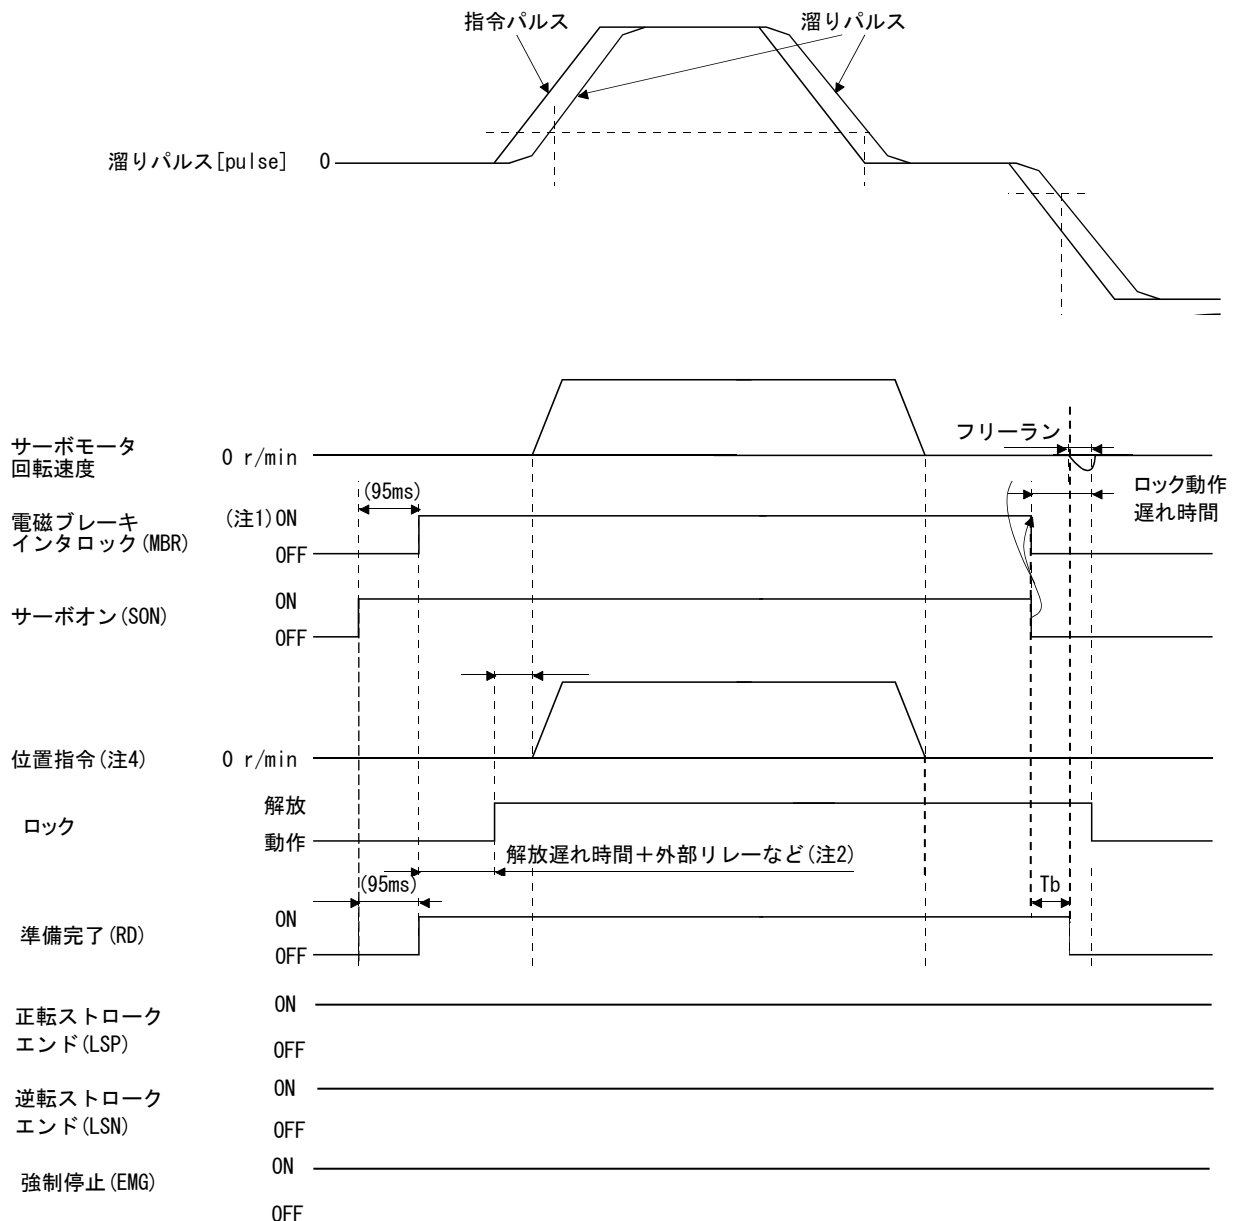 指令パルス
溜りパルス
溜りパルス[pulse]
0
サーボモータ
回転速度
0 r/min
フリーラン
ロック動作
遅れ時間
(95ms)
電磁ブレーキ
インタロック(MBR)
(注1)ON
OFF
サーボオン(SON)
ON
OFF
位置指令(注4)
0 r/min
ロック
解放
動作
解放遅れ時間＋外部リレーなど(注2)
(95ms)
Tb
準備完了(RD)
ON
OFF
正転ストローク
エンド(LSP)
ON
OFF
逆転ストローク
エンド(LSN)
ON
OFF
強制停止(EMG)
ON
OFF